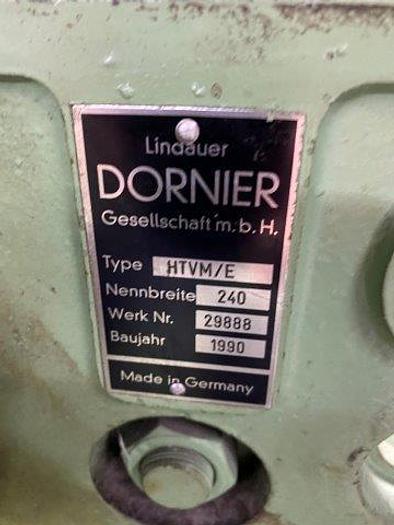 Lindauer
DORNIER
Gesellschaft m.b.H.
Type HTVM/E
Nennbreite 240
Werk Nr. 29888
Baujahr 1990
Made in Germany